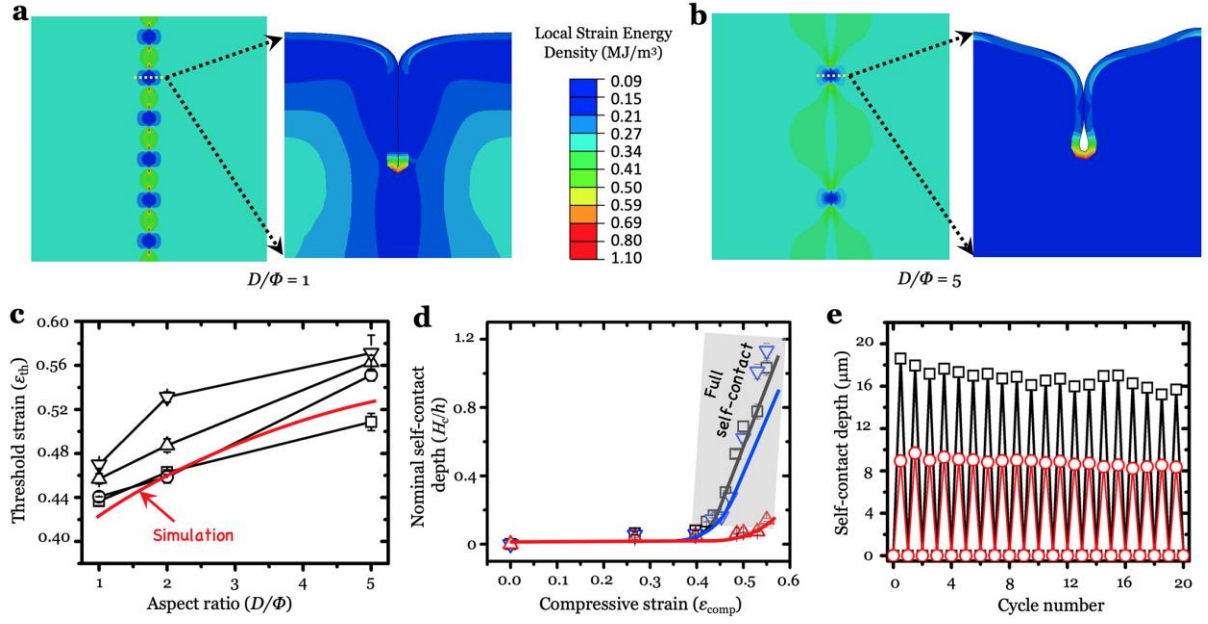 a
b
Local Strain Energy
Density (MJ/m³)
0.09
0.15
0.20
0.27
0.34
0.41
0.50
0.59
0.69
0.80
1.10
D/Φ = 1
D/Φ = 5
c
0.60
0.56
0.52
0.48
0.44
0.40
Threshold strain (εth)
Simulation
1 2 3 4 5
Aspect ratio (D/Φ)
d
1.2
0.8
0.4
0
Nominal self-contact
depth (Hc/h)
Full
self-contact
0.0 0.1 0.2 0.3 0.4 0.5 0.6
Compressive strain (εcomp)
e
20
16
12
8
4
0
Self-contact depth (μm)
0 4 8 12 16 20
Cycle number